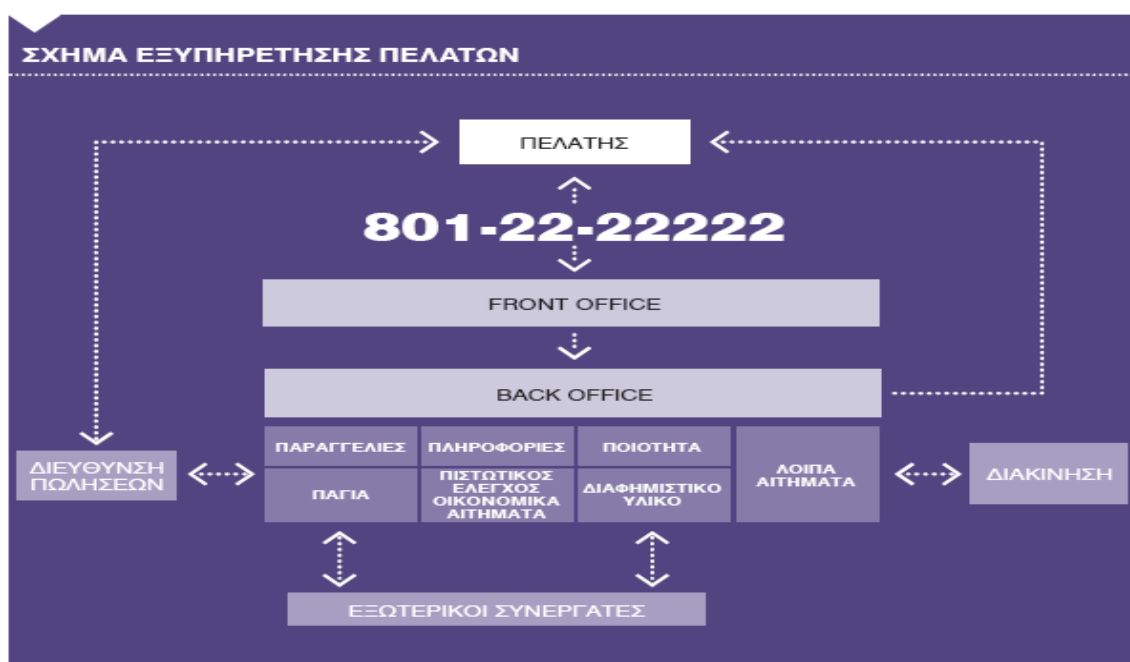 ΣΧΗΜΑ ΕΞΥΠΗΡΕΤΗΣΗΣ ΠΕΛΑΤΩΝ
ΠΕΛΑΤΗΣ
801-22-22222
FRONT OFFICE
BACK OFFICE
ΠΑΡΑΓΓΕΛΙΕΣ
ΠΛΗΡΟΦΟΡΙΕΣ
ΠΟΙΟΤΗΤΑ
ΛΟΙΠΑ
ΑΙΤΗΜΑΤΑ
ΠΑΓΙΑ
ΠΙΣΤΩΤΙΚΟΣ
ΕΛΕΓΧΟΣ
ΟΙΚΟΝΟΜΙΚΑ
ΑΙΤΗΜΑΤΑ
ΔΙΑΦΗΜΙΣΤΙΚΟ
ΥΛΙΚΟ
ΔΙΕΥΘΥΝΣΗ
ΠΩΛΗΣΕΩΝ
ΔΙΑΚΙΝΗΣΗ
ΕΞΩΤΕΡΙΚΟΙ ΣΥΝΕΡΓΑΤΕΣ